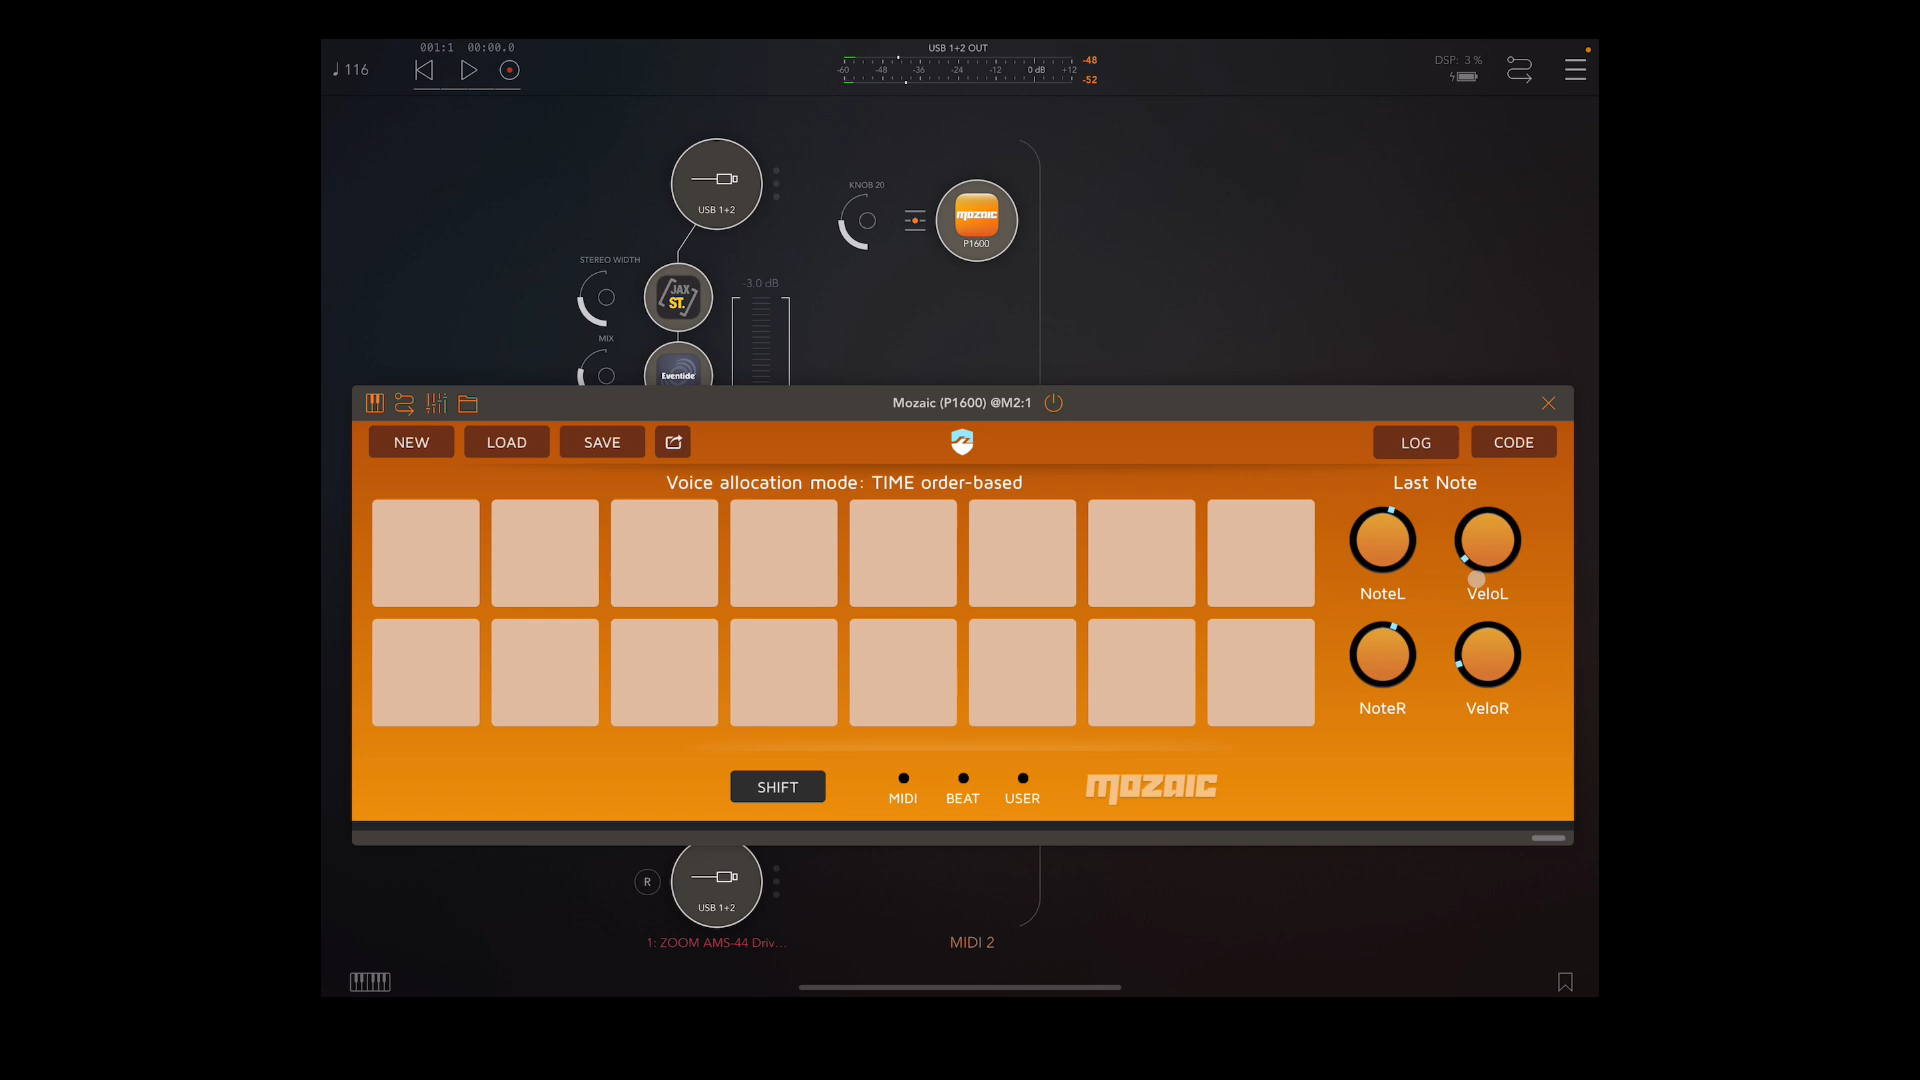 116
001:1 00:00.0
USB 1+2 OUT
-60 -48 -36 -24 -12 0 dB +12
-48
-52
DSP: 3 %
USB 1+2
KNOB 20
mozaic
P1600
STEREO WIDTH
JAX
ST.
-3.0 dB
MIX
Eventide
Mozaic (P1600) @M2:1
NEW
LOAD
SAVE
LOG
CODE
Voice allocation mode: TIME order-based
Last Note
NoteL
VeloL
NoteR
VeloR
SHIFT
MIDI
BEAT
USER
mozaic
R
USB 1+2
1: ZOOM AMS-44 Driv...
MIDI 2